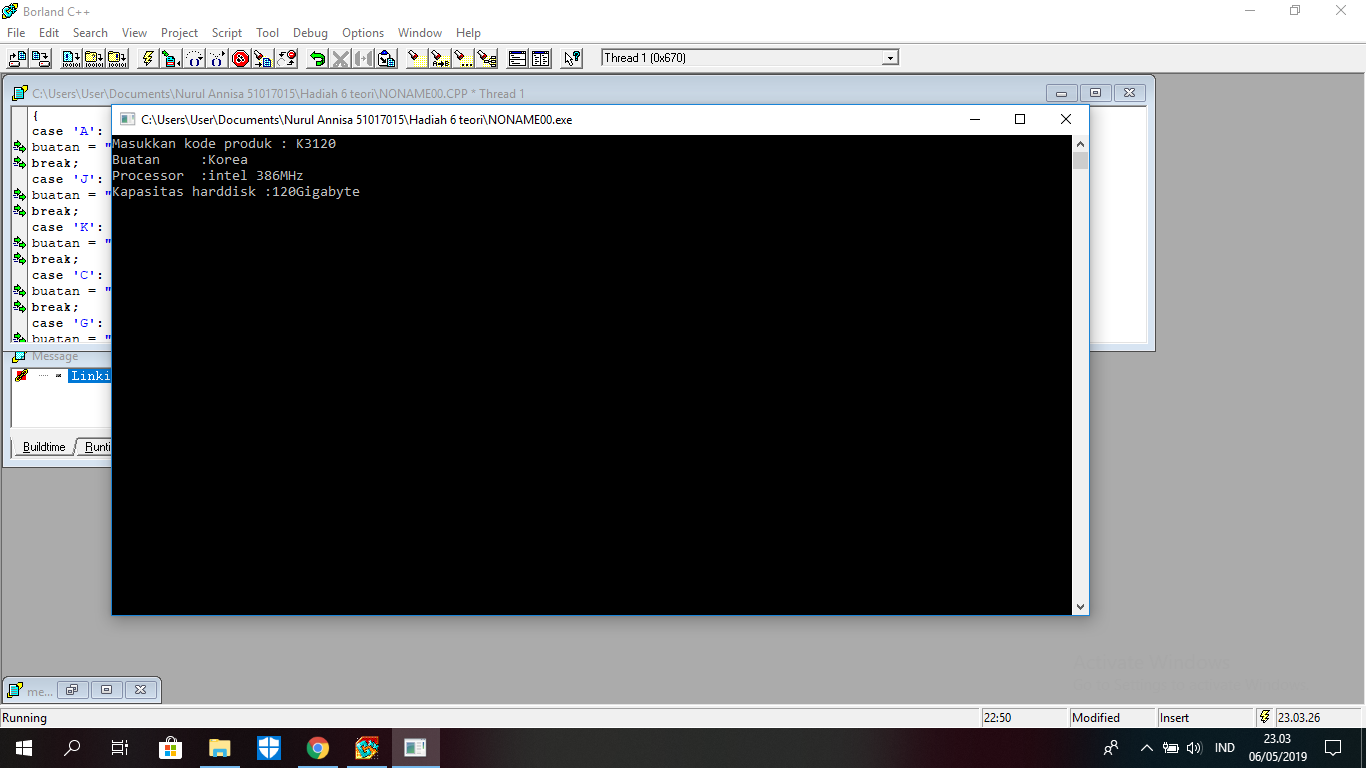 Borland C++
File Edit Search View Project Script Tool Debug Options Window Help
Thread 1 (0x670)
C:\Users\User\Documents\Nurul Annisa 51017015\Hadiah 6 teori\NONAME00.CPP * Thread 1
C:\Users\User\Documents\Nurul Annisa 51017015\Hadiah 6 teori\NONAME00.exe
{
case 'A':
buatan = "
break;
case 'J':
buatan = "
break;
case 'K':
buatan = "
break;
case 'C':
buatan = "
break;
case 'G':
buatan = "
Masukkan kode produk : K3120
Buatan     :Korea
Processor  :intel 386MHz
Kapasitas harddisk :120Gigabyte
Message
Linki
Buildtime Runti
me...
Running 22:50 Modified Insert 23.03.26
IND 23.03
06/05/2019